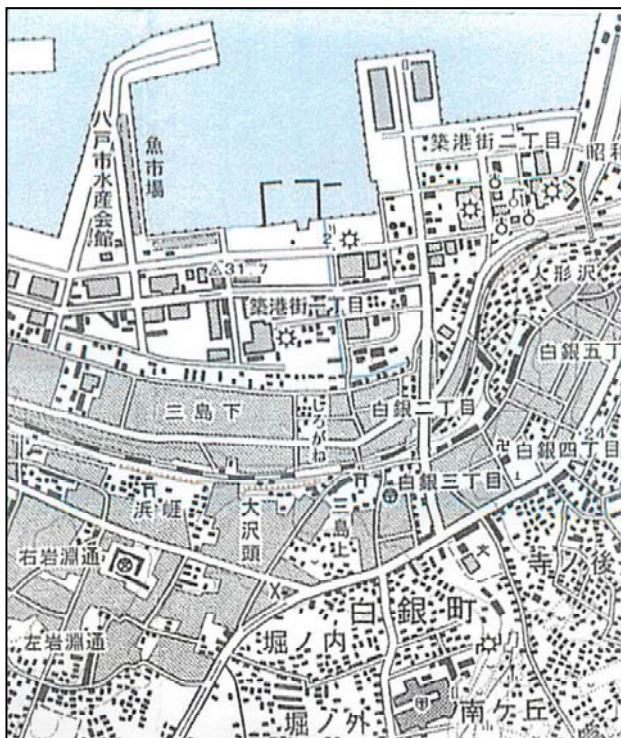 八戸市水産会館
魚市場
築港街二丁目
昭和
人形沢
31.7
築港街一丁目
白銀五丁
三島下
しろがね
白銀二丁目
24
白銀四丁目
白銀三丁目
浜崖
大沢頭
三島上
右岩淵通
寺ノ後
白銀町
堀ノ内
左岩淵通
堀ノ外
南ケ丘